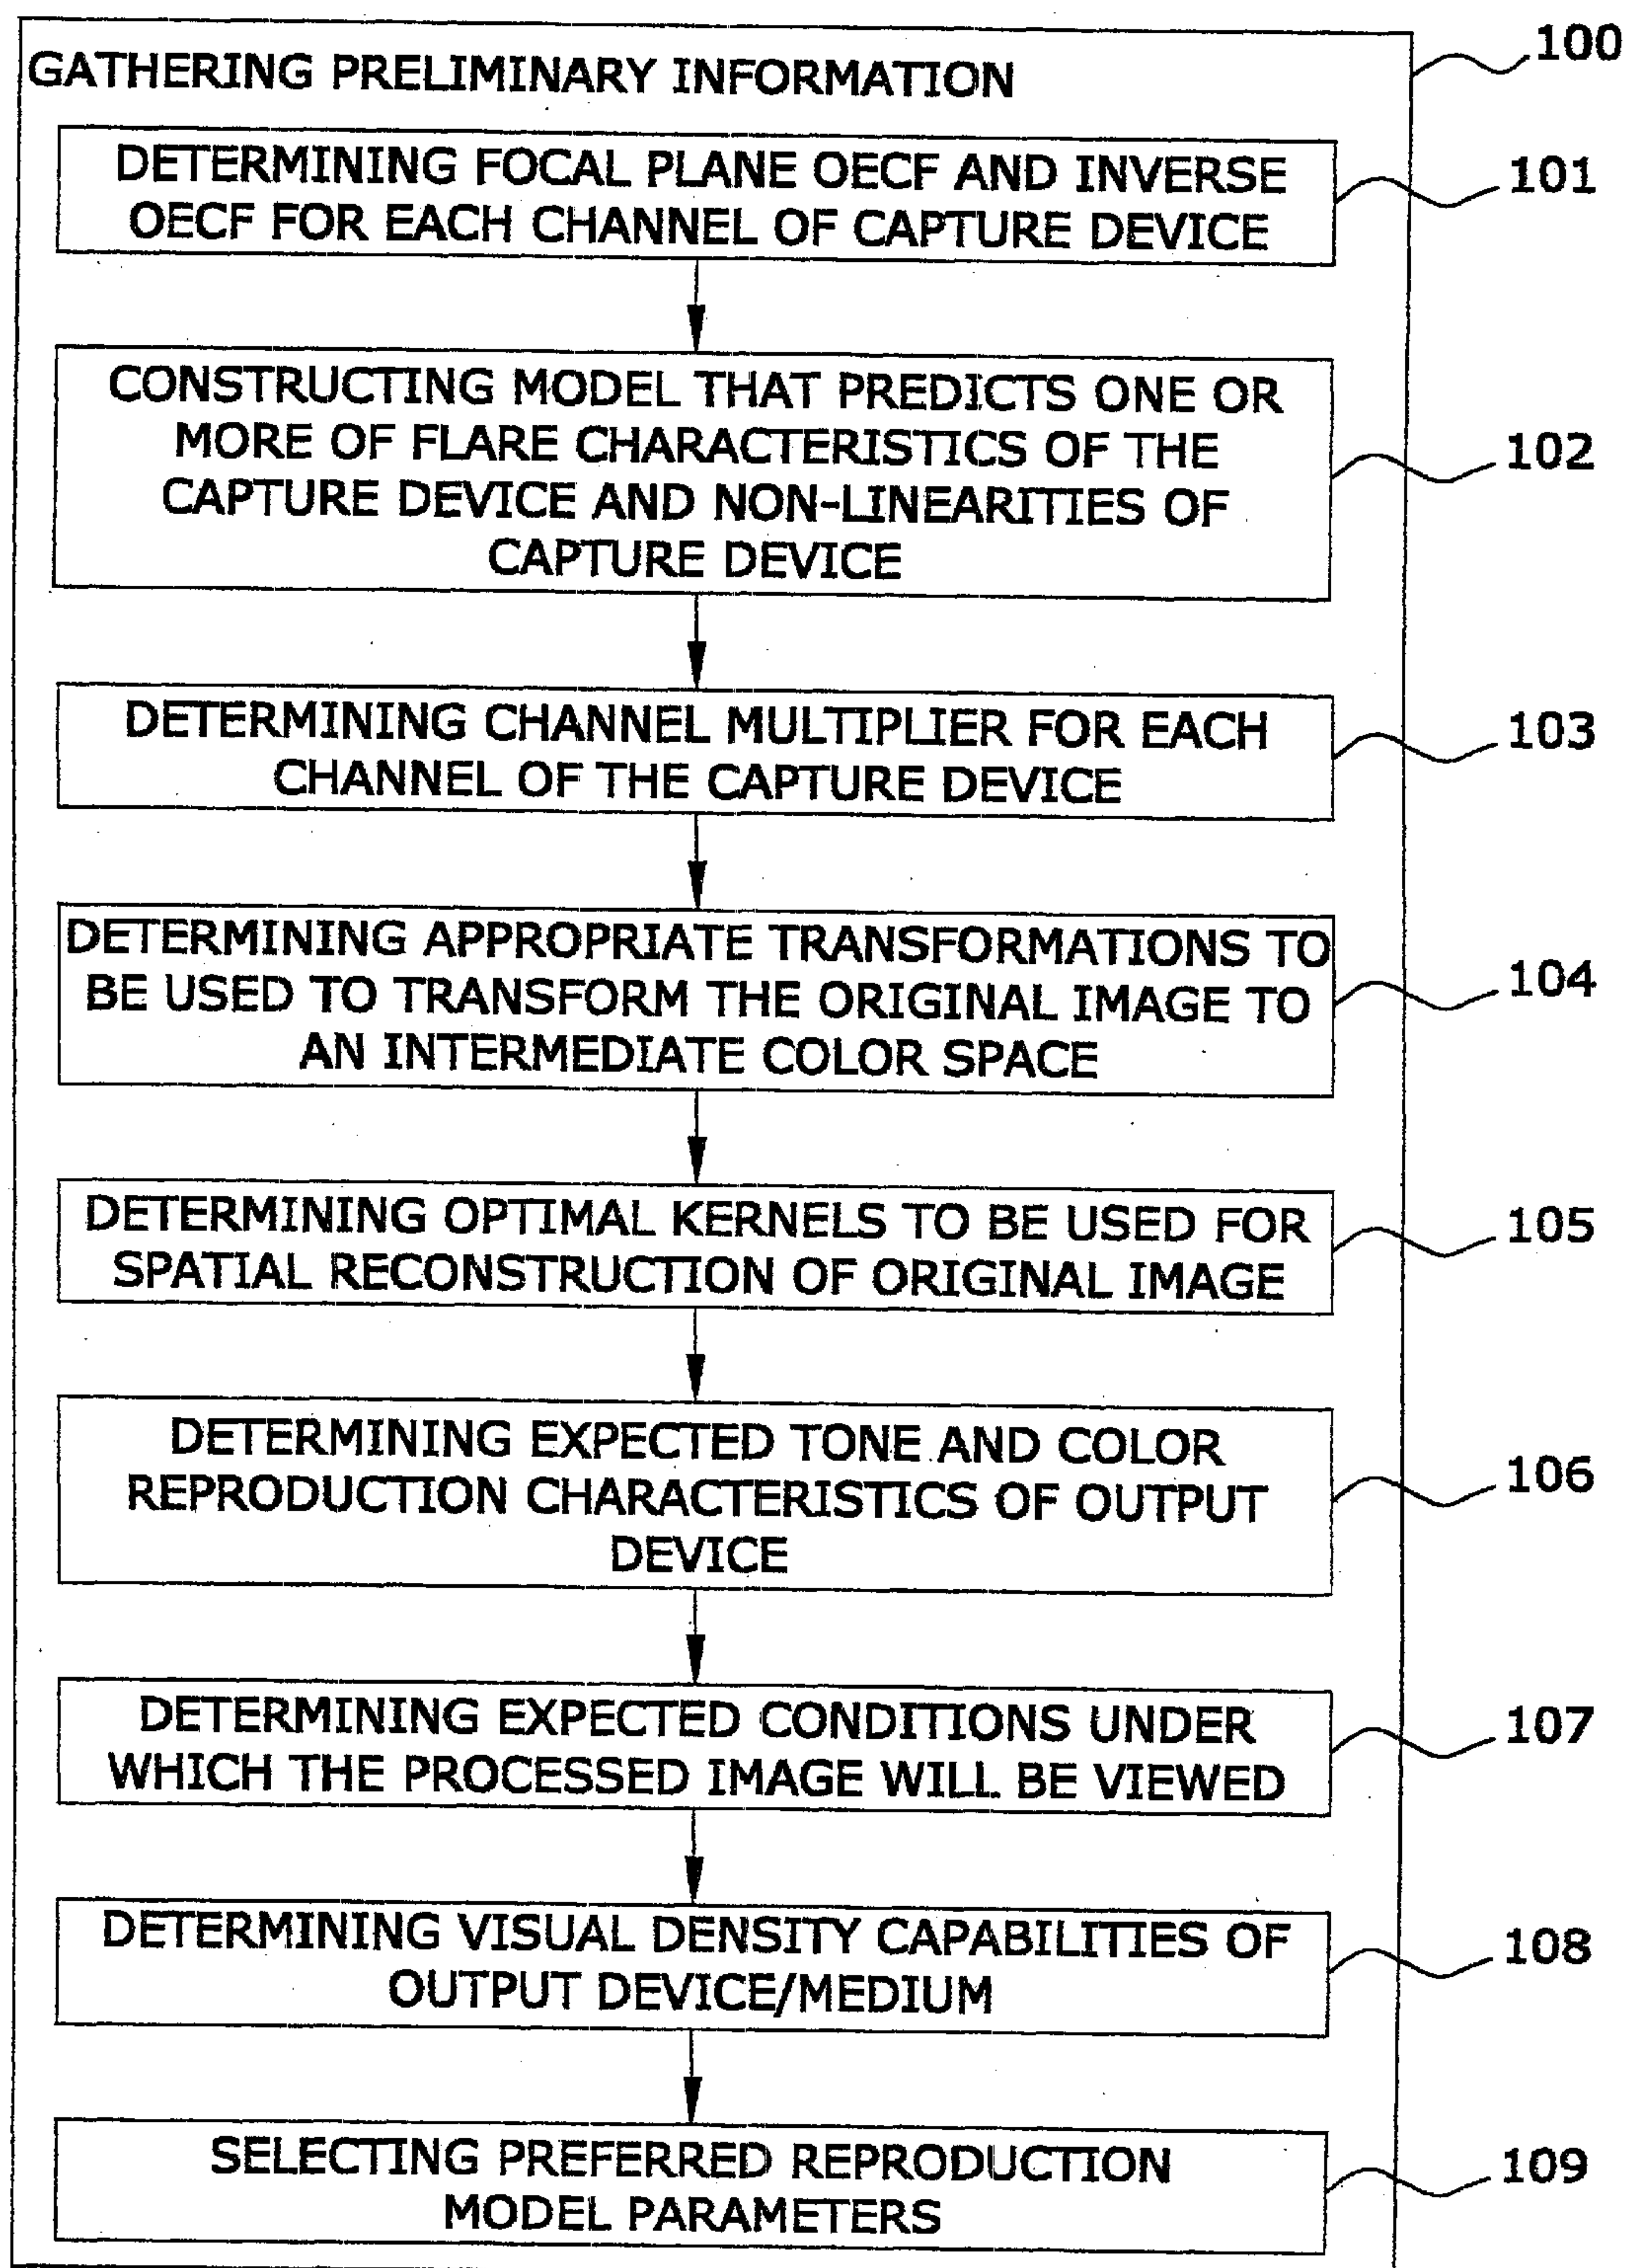 100
GATHERING PRELIMINARY INFORMATION
DETERMINING FOCAL PLANE OECF AND INVERSE
OECF FOR EACH CHANNEL OF CAPTURE DEVICE
101
CONSTRUCTING MODEL THAT PREDICTS ONE OR
MORE OF FLARE CHARACTERISTICS OF THE
CAPTURE DEVICE AND NON-LINEARITIES OF
CAPTURE DEVICE
102
DETERMINING CHANNEL MULTIPLIER FOR EACH
CHANNEL OF THE CAPTURE DEVICE
103
DETERMINING APPROPRIATE TRANSFORMATIONS TO
BE USED TO TRANSFORM THE ORIGINAL IMAGE TO
AN INTERMEDIATE COLOR SPACE
104
DETERMINING OPTIMAL KERNELS TO BE USED FOR
SPATIAL RECONSTRUCTION OF ORIGINAL IMAGE
105
DETERMINING EXPECTED TONE AND COLOR
REPRODUCTION CHARACTERISTICS OF OUTPUT
DEVICE
106
DETERMINING EXPECTED CONDITIONS UNDER
WHICH THE PROCESSED IMAGE WILL BE VIEWED
107
DETERMINING VISUAL DENSITY CAPABILITIES OF
OUTPUT DEVICE/MEDIUM
108
SELECTING PREFERRED REPRODUCTION
MODEL PARAMETERS
109